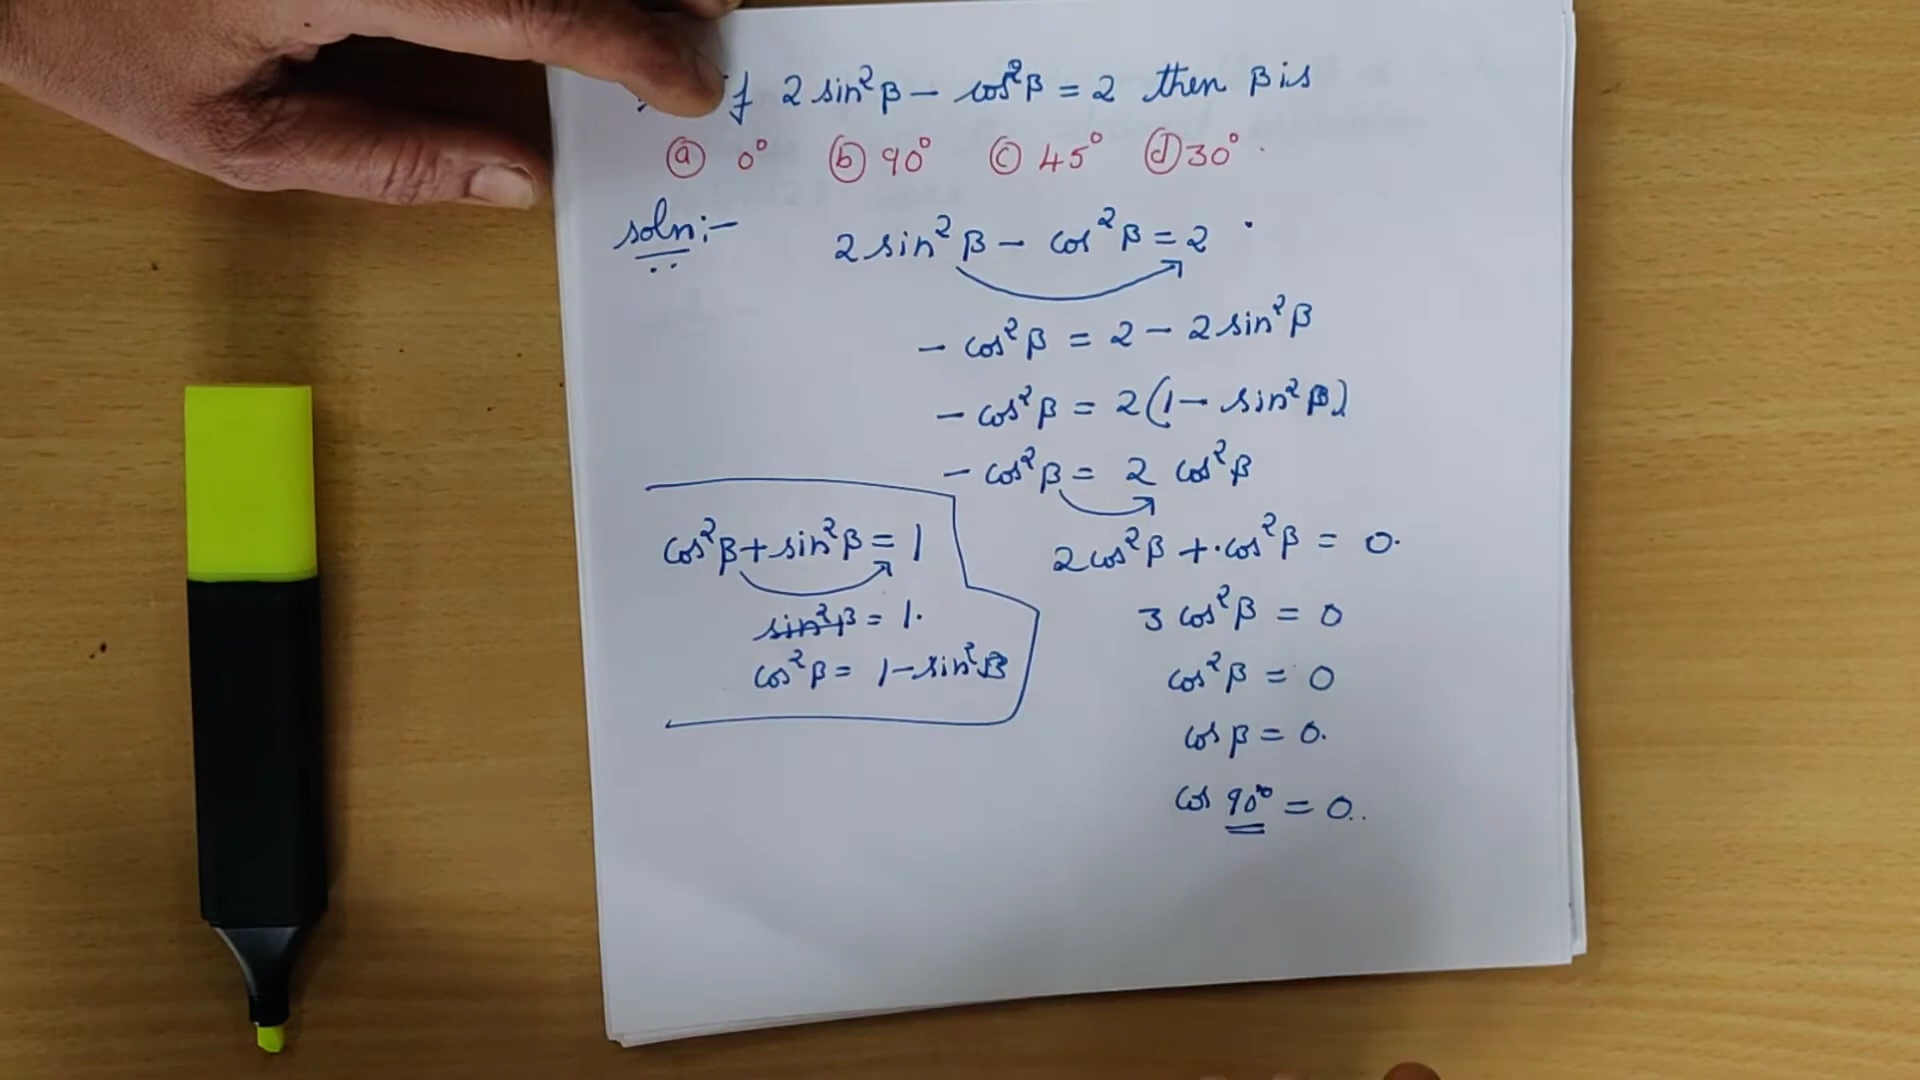 If 2 sin²β – cos²β = 2 then β is
ⓐ 0° ⓑ 90° ⓒ 45° ⓓ 30°.
soln:-
2 sin²β – cos²β = 2
– cos²β = 2 – 2 sin²β
– cos²β = 2(1 – sin²β)
– cos²β = 2 cos²β
2cos²β + cos²β = 0.
3 cos²β = 0
cos²β = 0
cos β = 0.
cos 90° = 0..
cos²β + sin²β = 1
sin²β = 1.
cos²β = 1 – sin²β